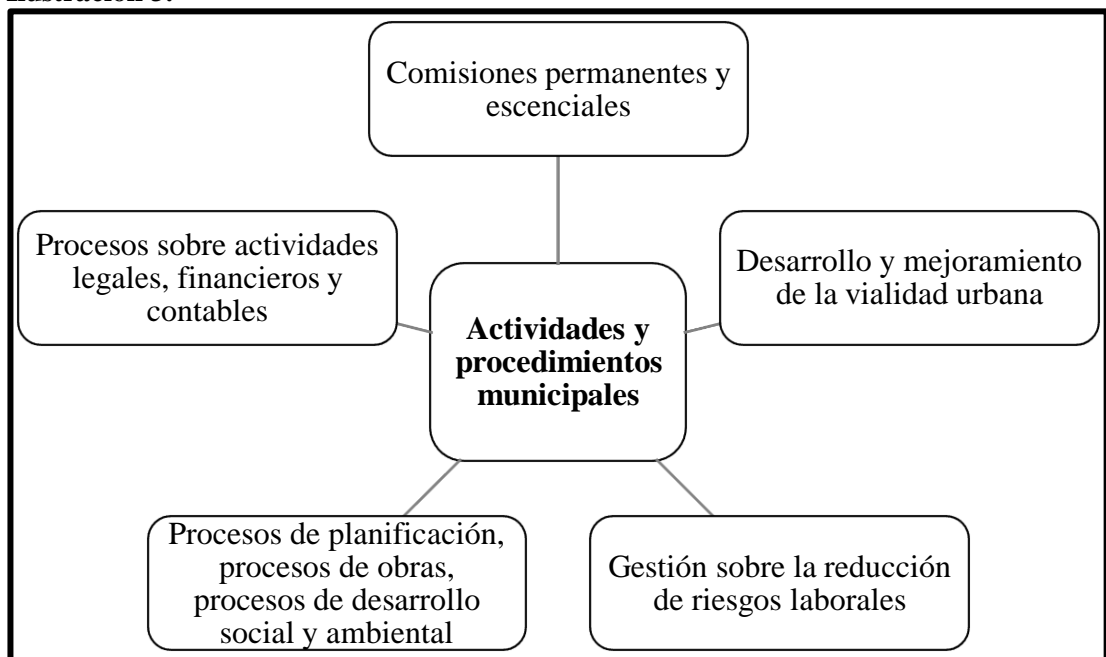 Comisiones permanentes y
escenciales
Procesos sobre actividades
legales, financieros y
contables
Desarrollo y mejoramiento
de la vialidad urbana
Actividades y
procedimientos
municipales
Procesos de planificación,
procesos de obras,
procesos de desarrollo
social y ambiental
Gestión sobre la reducción
de riesgos laborales